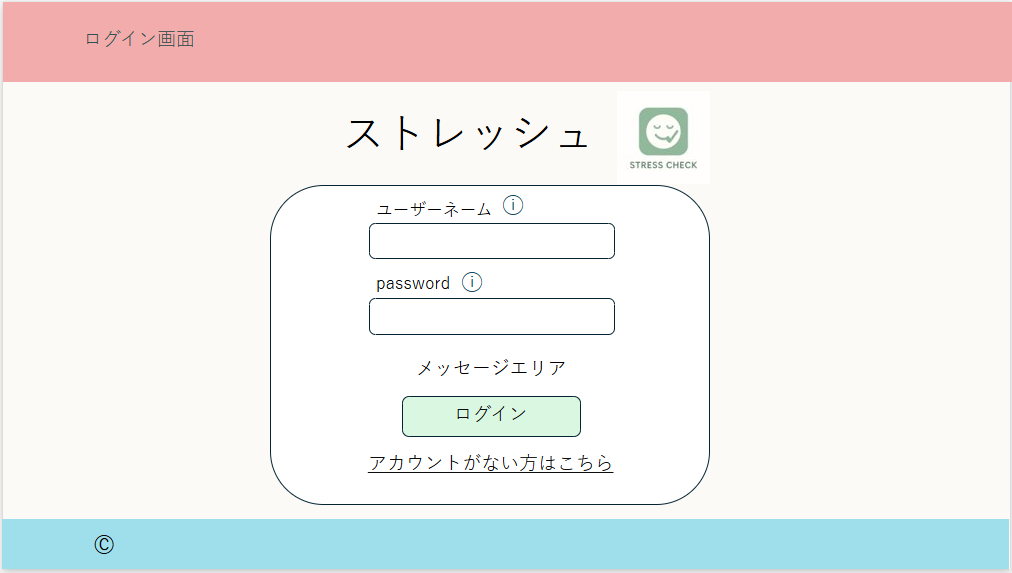 ログイン画面
ストレッシュ
STRESS CHECK
ユーザーネーム ⓘ
password ⓘ
メッセージエリア
ログイン
アカウントがない方はこちら
©